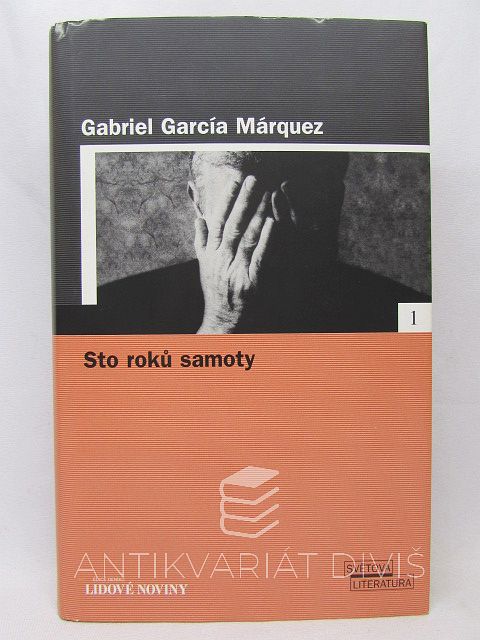 Gabriel García Márquez
1
Sto roků samoty
ANTIKVARIÁT DIVIŠ
LIDOVÉ NOVINY
SVĚTOVÁ
LITERATURA